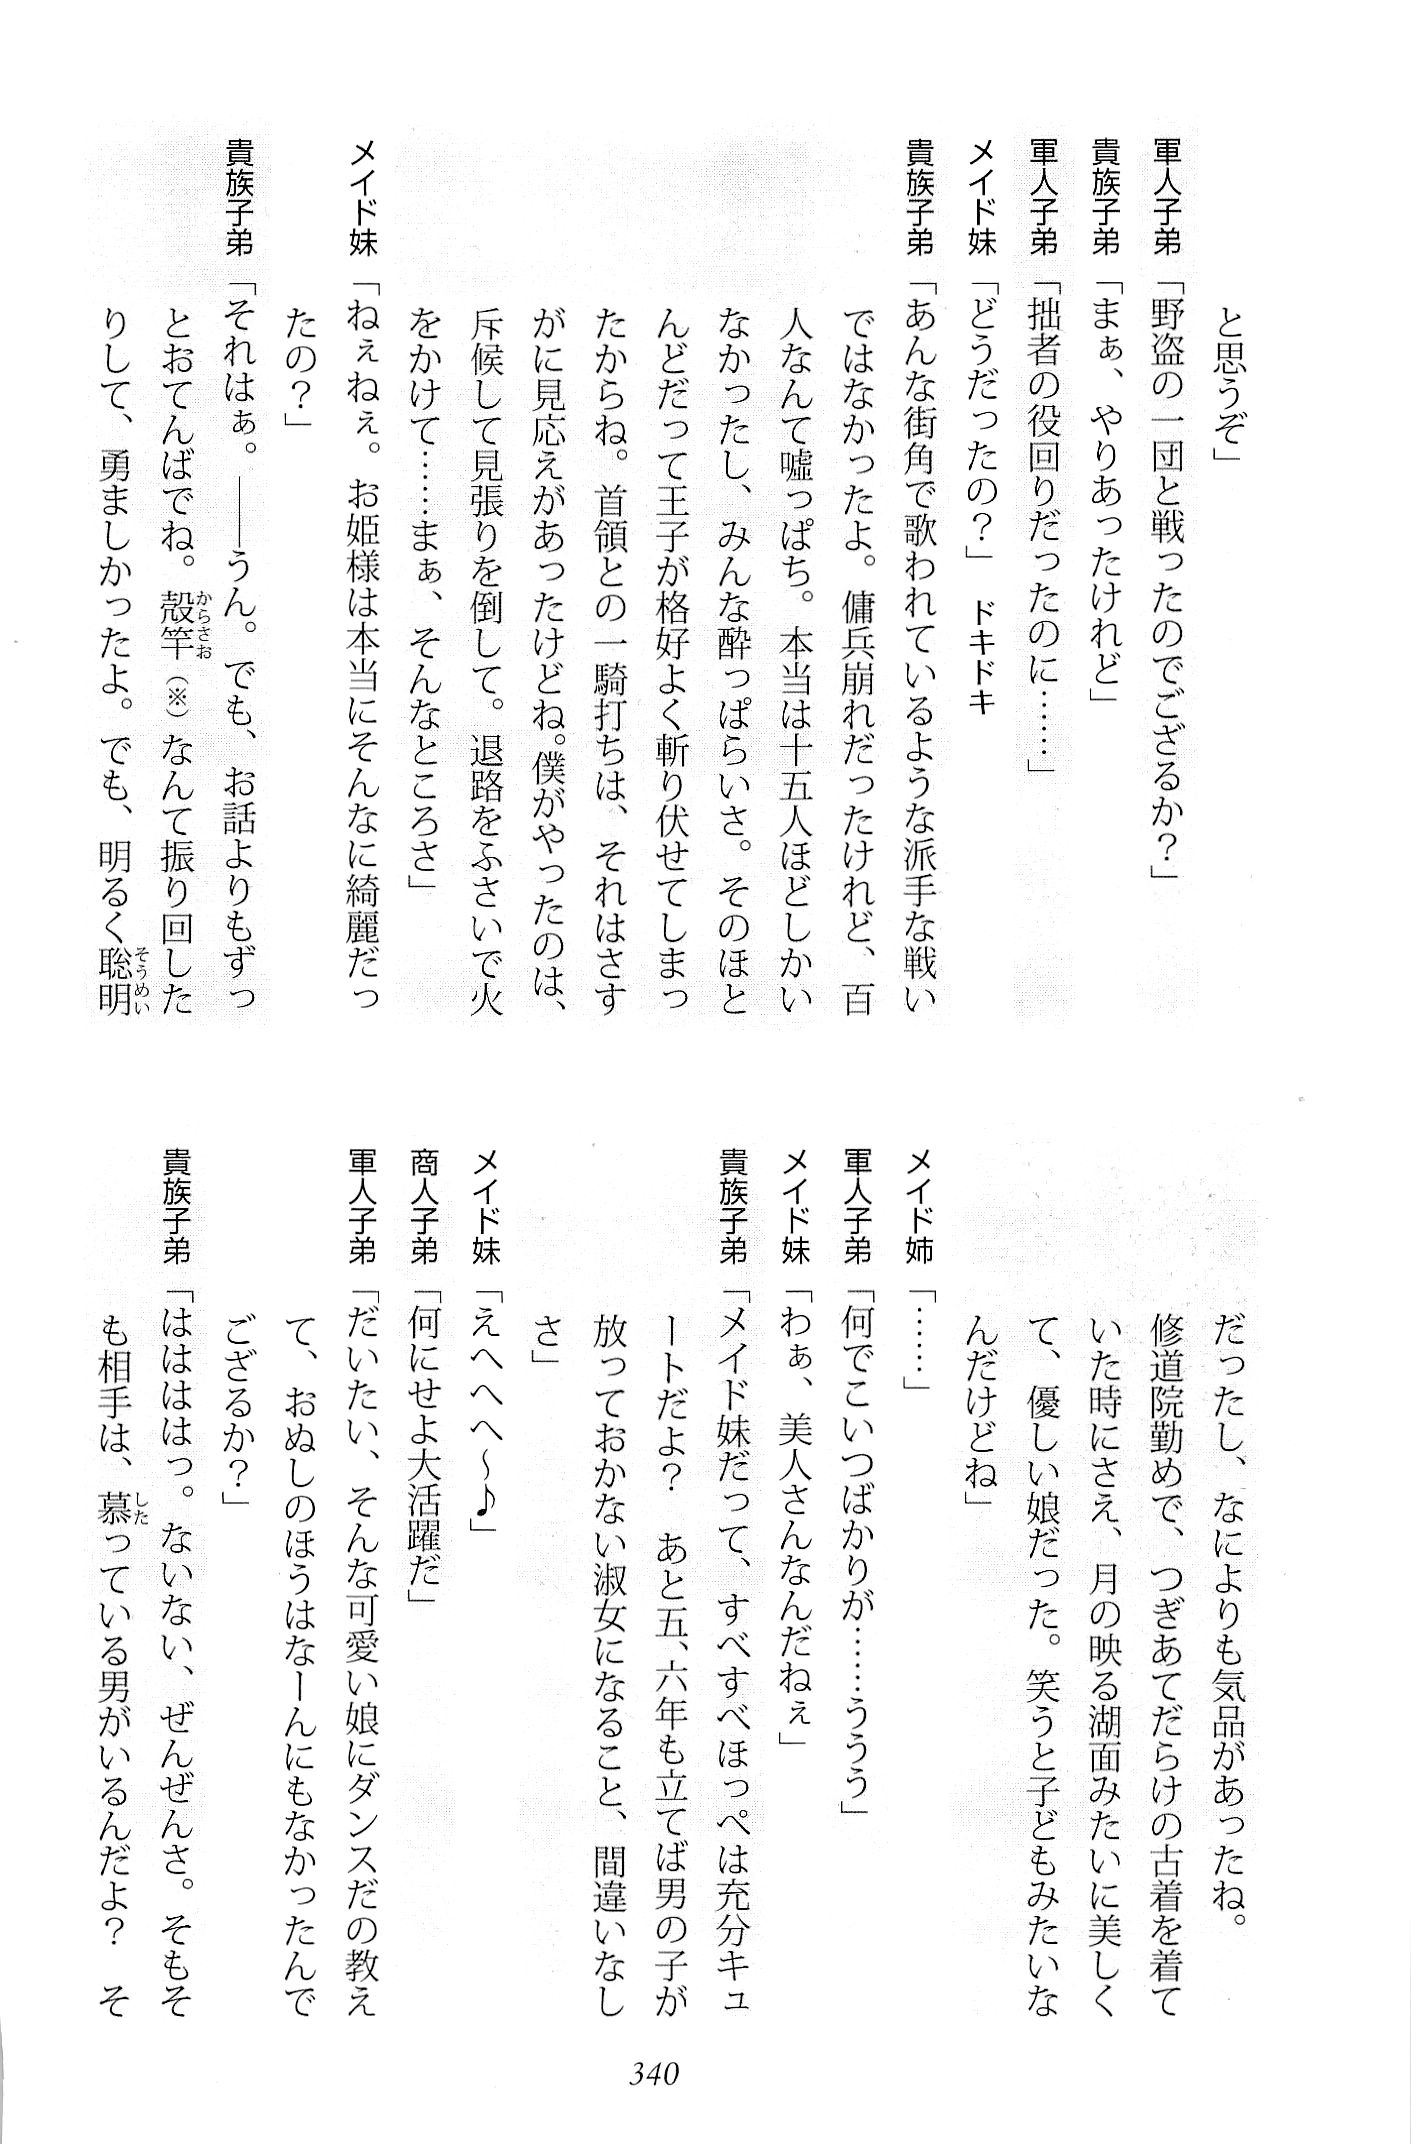 と思うぞ」
軍人子弟「野盗の一団と戦ったのでござるか？」
貴族子弟「まぁ、やりあったけれど」
軍人子弟「拙者の役回りだったのに……」
メイド妹「どうだったの？」　ドキドキ
貴族子弟「あんな街角で歌われているような派手な戦い
ではなかったよ。傭兵崩れだったけれど、百
人なんて嘘っぱち。本当は十五人ほどしかい
なかったし、みんな酔っぱらいさ。そのほと
んどだって王子が格好よく斬り伏せてしまっ
たからね。首領との一騎打ちは、それはさす
がに見応えがあったけどね。僕がやったのは、
斥候して見張りを倒して。退路をふさいで火
をかけて……まぁ、そんなところさ」
メイド妹「ねぇねぇ。お姫様は本当にそんなに綺麗だっ
たの？」
貴族子弟「それはぁ。――うん。でも、お話よりもずっ
とおてんばでね。殻竿（※）なんて振り回した
りして、勇ましかったよ。でも、明るく聡明
だったし、なによりも気品があったね。
修道院勤めで、つぎあてだらけの古着を着て
いた時にさえ、月の映る湖面みたいに美しく
て、優しい娘だった。笑うと子どもみたいな
んだけどね」
メイド姉「……」
軍人子弟「何でこいつばかりが……ううう」
メイド妹「わぁ、美人さんなんだねぇ」
貴族子弟「メイド妹だって、すべすべほっぺは充分キュ
ートだよ？　あと五、六年も立てば男の子が
放っておかない淑女になること、間違いなし
さ」
メイド妹「えへへへ～♪」
商人子弟「何にせよ大活躍だ」
軍人子弟「だいたい、そんな可愛い娘にダンスだの教え
て、おぬしのほうはなーんにもなかったんで
ござるか？」
貴族子弟「はははは っ。ないない、ぜんぜんさ。そもそ
も相手は、慕っている男がいるんだよ？　そ
340